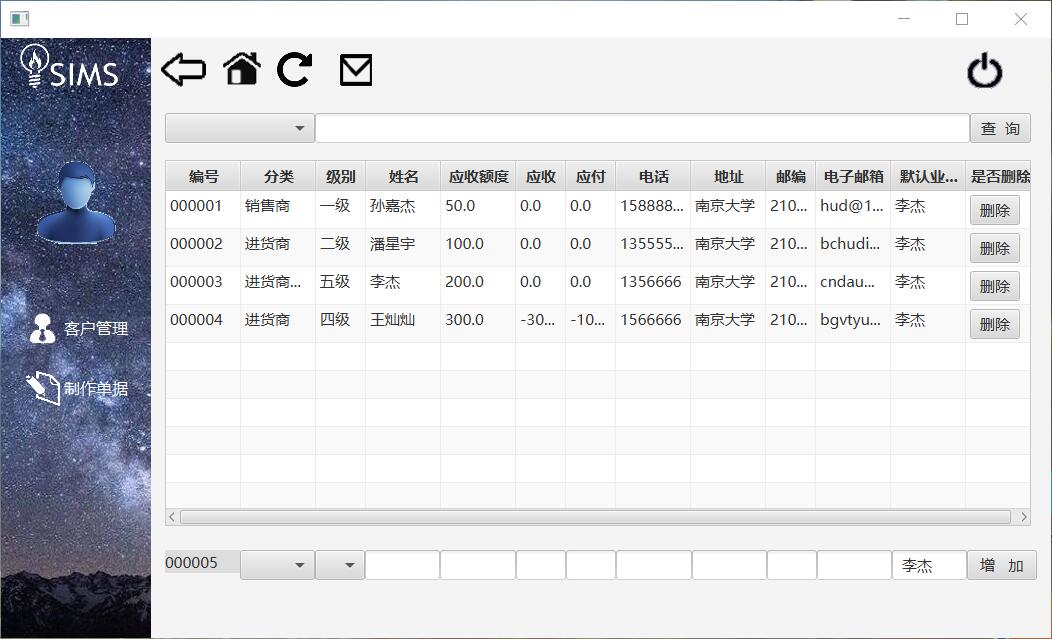 SIMS
客户管理
制作单据
查 询
编号 分类 级别 姓名 应收额度 应收 应付 电话 地址 邮编 电子邮箱 默认业... 是否删除
000001 销售商 一级 孙嘉杰 50.0 0.0 0.0 158888... 南京大学 210... hud@1... 李杰 删除
000002 进货商 二级 潘星宇 100.0 0.0 0.0 135555... 南京大学 210... bchudi... 李杰 删除
000003 进货商... 五级 李杰 200.0 0.0 0.0 1356666 南京大学 210... cndau... 李杰 删除
000004 进货商 四级 王灿灿 300.0 -30... -10... 1566666 南京大学 210... bgvtyu... 李杰 删除
000005 李杰 增 加